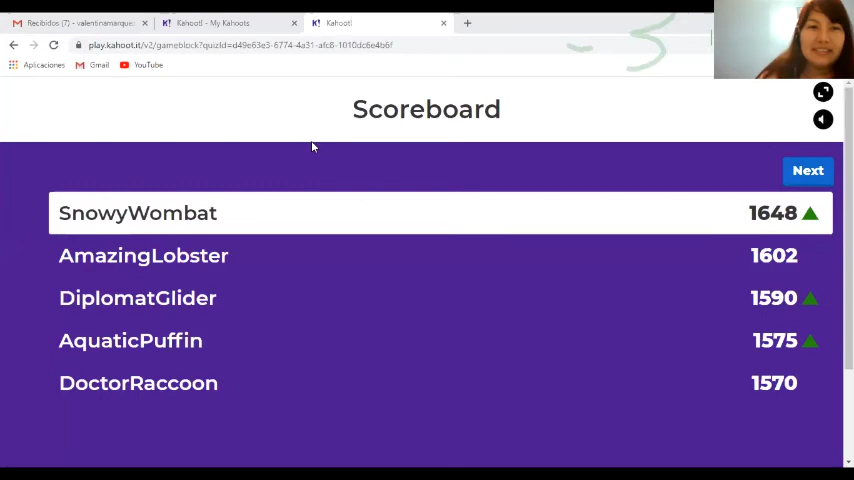 Recibidos (7) - valentinamarquez
Kahoot! - My Kahoots
Kahoot!
play.kahoot.it/v2/gameblock?quizId=d49e63e3-6774-4a31-afc8-1010dc6e4b6f
Aplicaciones
Gmail
YouTube
Scoreboard
Next
SnowyWombat 1648
AmazingLobster 1602
DiplomatGlider 1590
AquaticPuffin 1575
DoctorRaccoon 1570